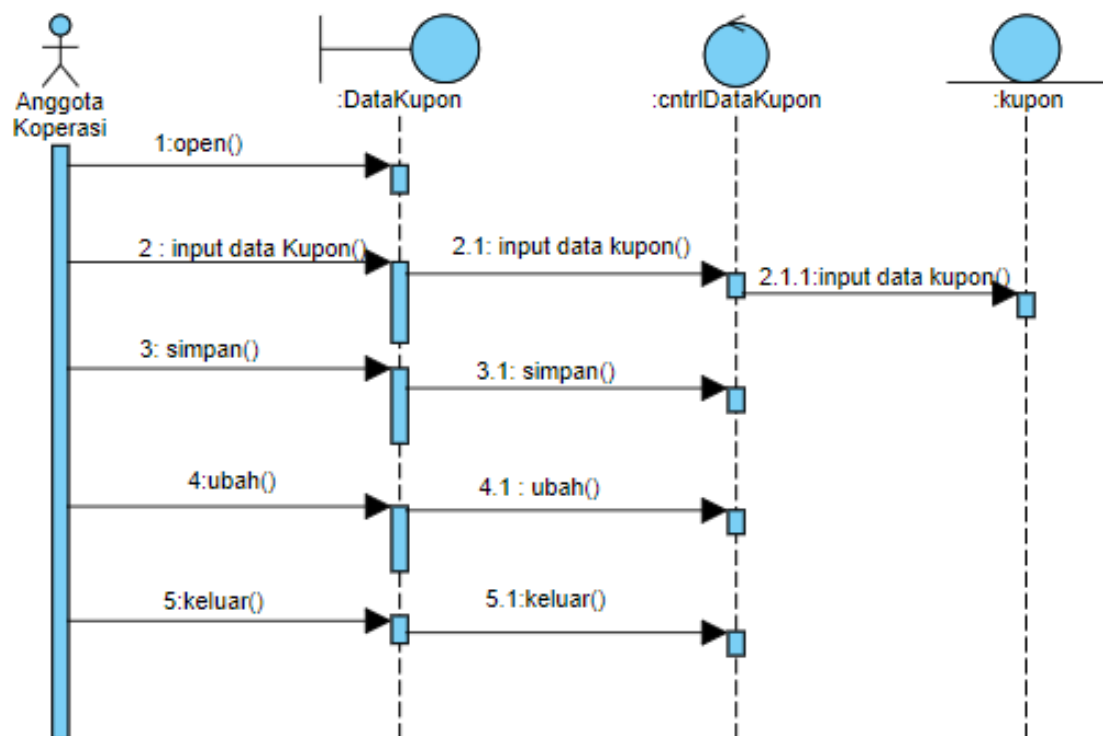 Anggota
Koperasi
:DataKupon
:cntrlDataKupon
:kupon
1:open()
2 : input data Kupon()
2.1: input data kupon()
2.1.1:input data kupon()
3: simpan()
3.1: simpan()
4:ubah()
4.1 : ubah()
5:keluar()
5.1:keluar()